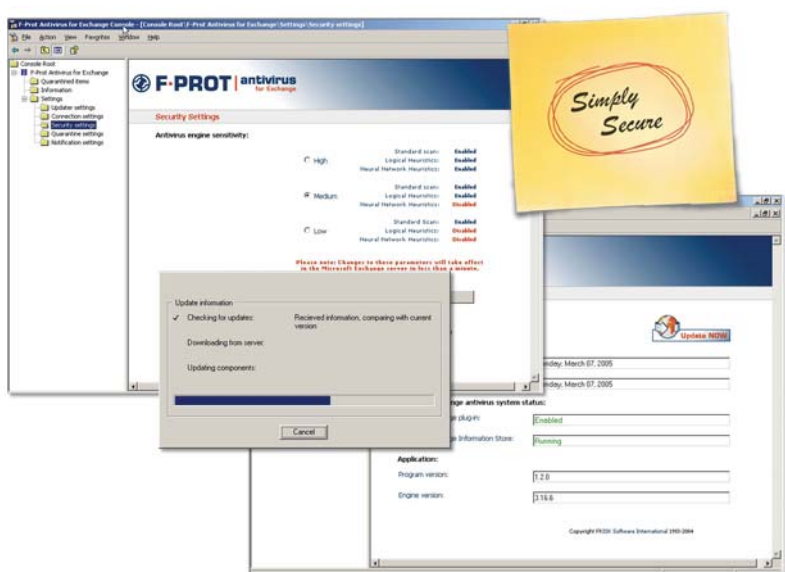 F-Prot Antivirus for Exchange Console - [Console Root\F-Prot Antivirus for Exchange\Settings\Security settings]
File Action View Favorites Window Help
Console Root
F-Prot Antivirus for Exchange
Quarantined items
Information
Settings
Updater settings
Connection settings
Security settings
Quarantine settings
Notification settings
F-PROT antivirus
for Exchange
Security Settings
Antivirus engine sensitivity:
High
Standard scan: Enabled
Logical Heuristics: Enabled
Neural Network Heuristics: Enabled
Medium
Standard scan: Enabled
Logical Heuristics: Enabled
Neural Network Heuristics: Disabled
Low
Standard Scan: Enabled
Logical Heuristics: Disabled
Neural Network Heuristics: Disabled
Please note: Changes to these parameters will take effect
in the Microsoft Exchange server in less than a minute.
Simply
Secure
Update information
Checking for updates: Recieved information, comparing with current
version
Downloading from server:
Updating components:
Cancel
Update NOW
nday, March 07, 2005
nday, March 07, 2005
nge antivirus system status:
ge plug-in: Enabled
ge Information Store: Running
Application:
Program version: 1.2.0
Engine version: 3.16.6
Copyright FRISK Software International 1993-2004